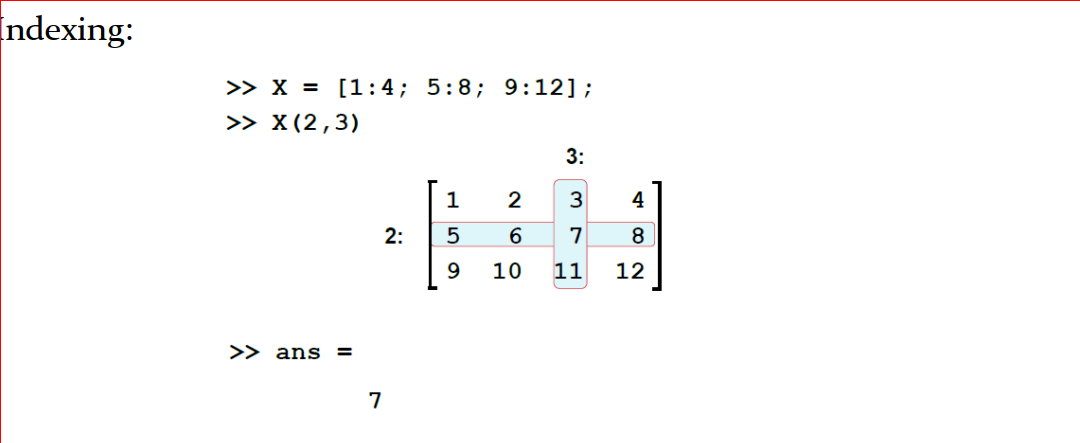 Indexing:
>> X = [1:4; 5:8; 9:12];
>> X(2,3)
3:
1 2 3 4
2: 5 6 7 8
9 10 11 12
>> ans =
7